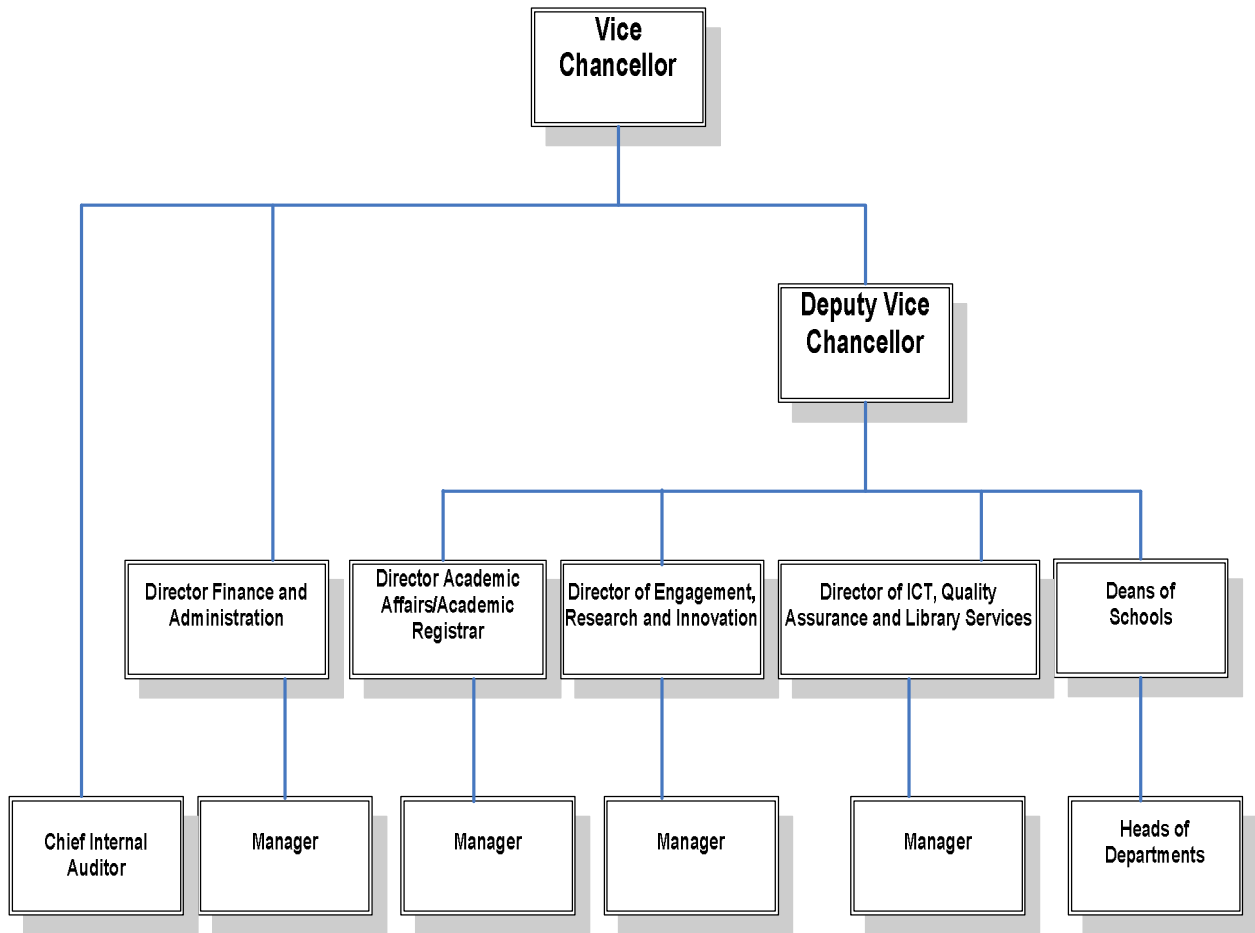 Vice
Chancellor
Deputy Vice
Chancellor
Director Finance and
Administration
Director Academic
Affairs/Academic
Registrar
Director of Engagement,
Research and Innovation
Director of ICT, Quality
Assurance and Library Services
Deans of
Schools
Chief Internal
Auditor
Manager
Manager
Manager
Manager
Heads of
Departments